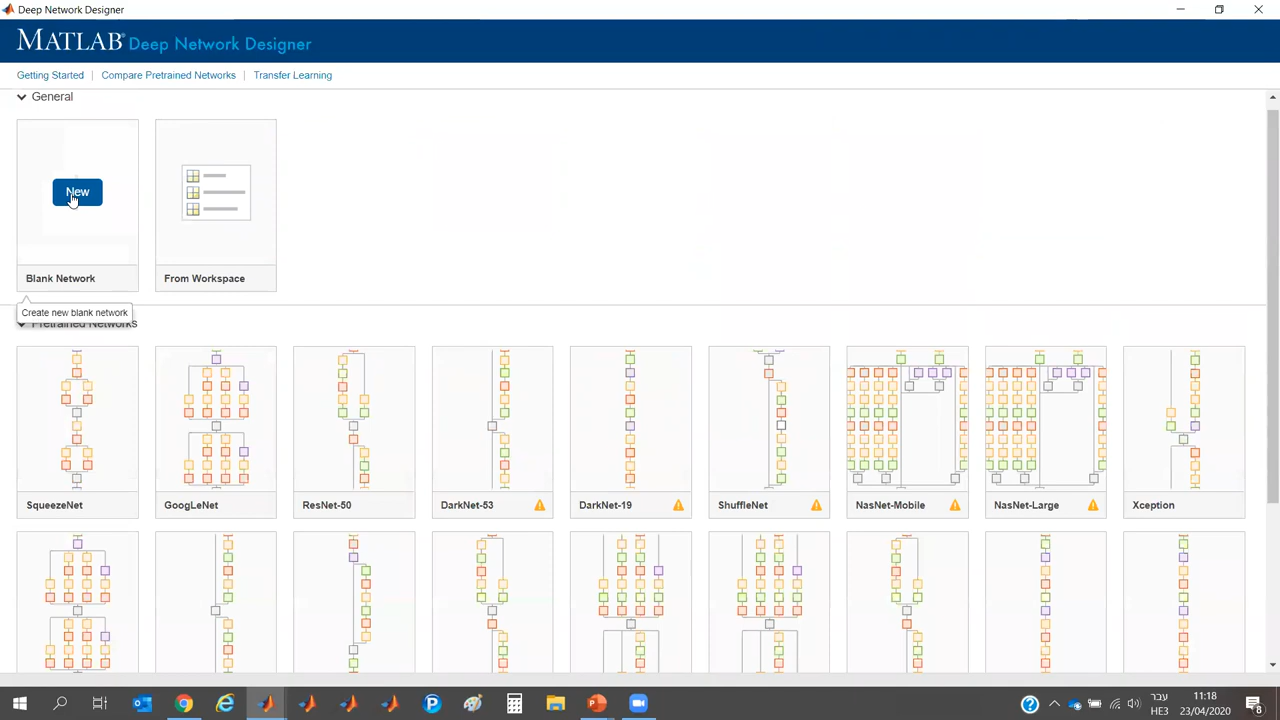 Deep Network Designer
MATLAB® Deep Network Designer
Getting Started | Compare Pretrained Networks | Transfer Learning
General
New
Blank Network
From Workspace
Create new blank network
Pretrained Networks
SqueezeNet
GoogLeNet
ResNet-50
DarkNet-53
DarkNet-19
ShuffleNet
NasNet-Mobile
NasNet-Large
Xception
עבר
HE3
11:18
23/04/2020
8